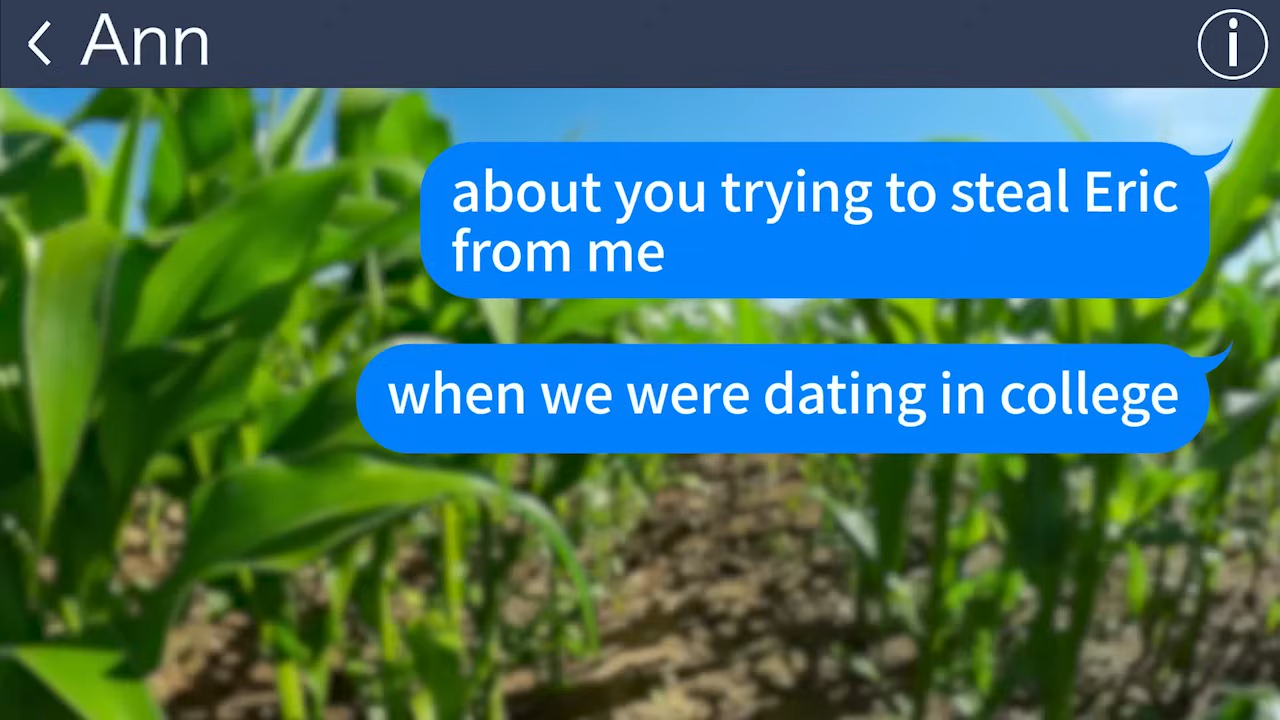 Ann
about you trying to steal Eric
from me
when we were dating in college